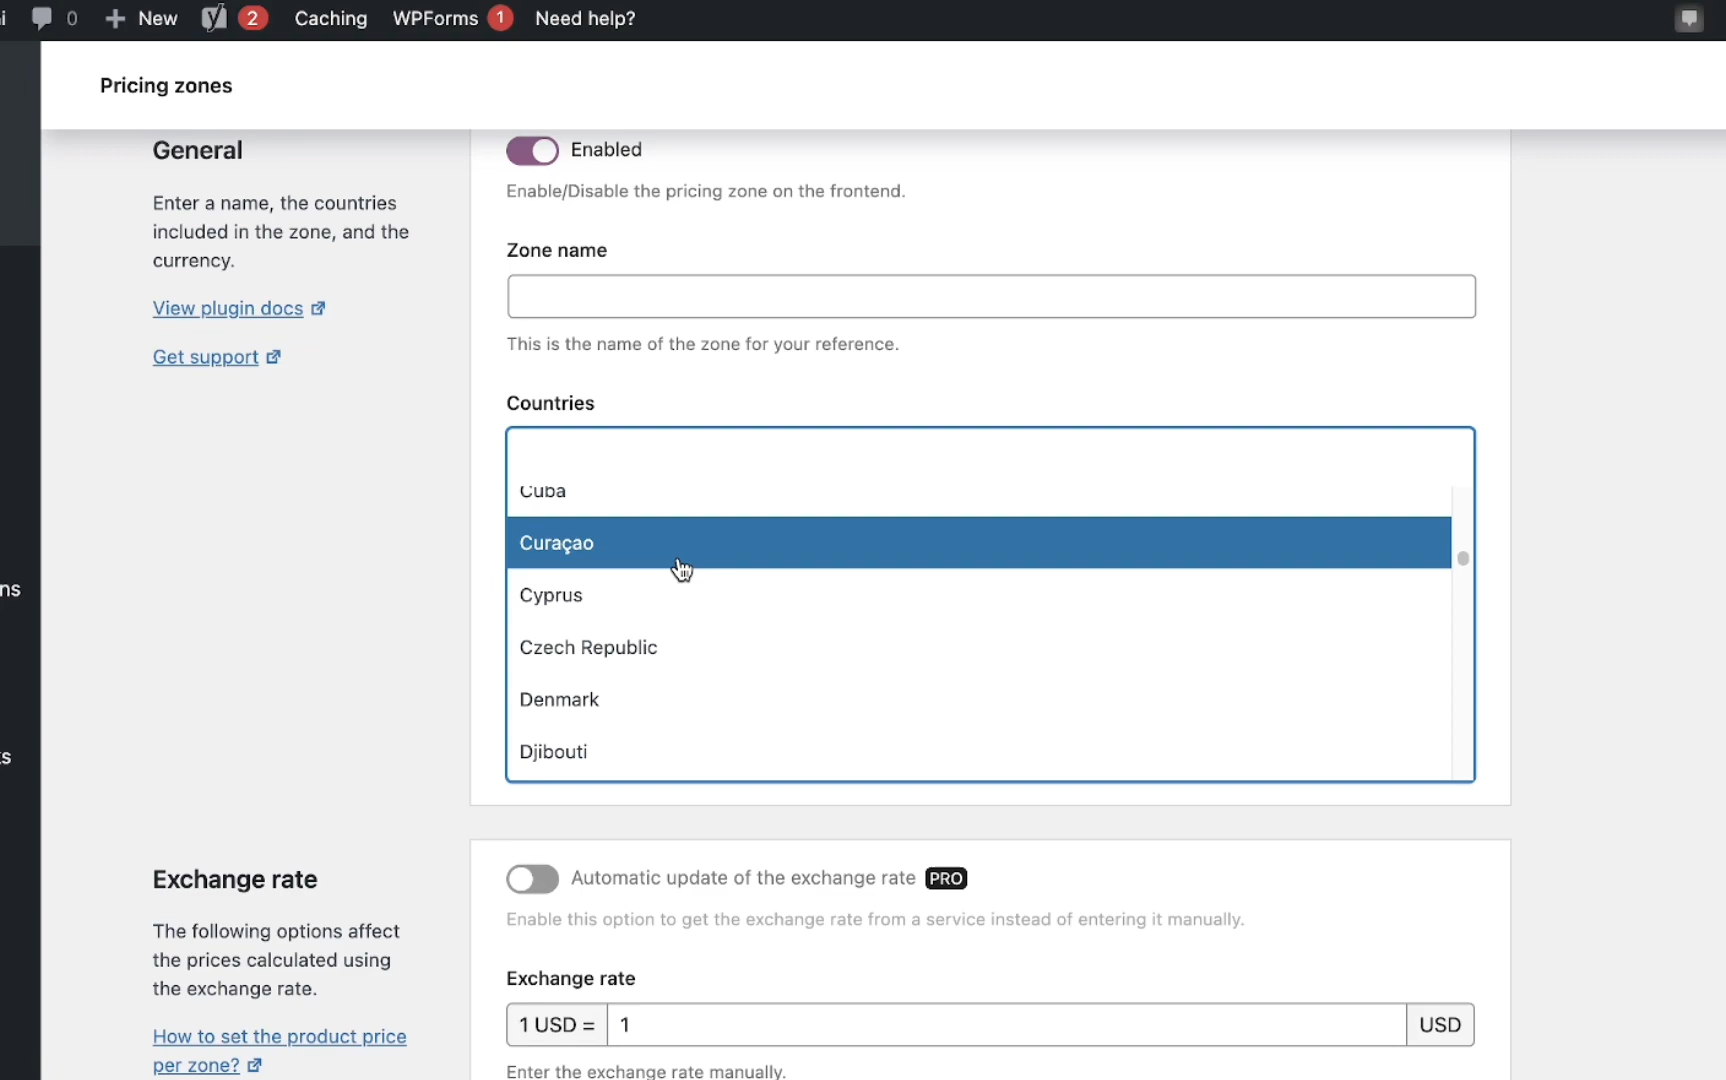 0 New 2 Caching WPForms 1 Need help?
Pricing zones
General
Enter a name, the countries
included in the zone, and the
currency.
View plugin docs
Get support
Enabled
Enable/Disable the pricing zone on the frontend.
Zone name
This is the name of the zone for your reference.
Countries
Cuba
Curaçao
Cyprus
Czech Republic
Denmark
Djibouti
ns
Exchange rate
The following options affect
the prices calculated using
the exchange rate.
How to set the product price
per zone?
Automatic update of the exchange rate PRO
Enable this option to get the exchange rate from a service instead of entering it manually.
Exchange rate
1 USD = 1 USD
Enter the exchange rate manually.